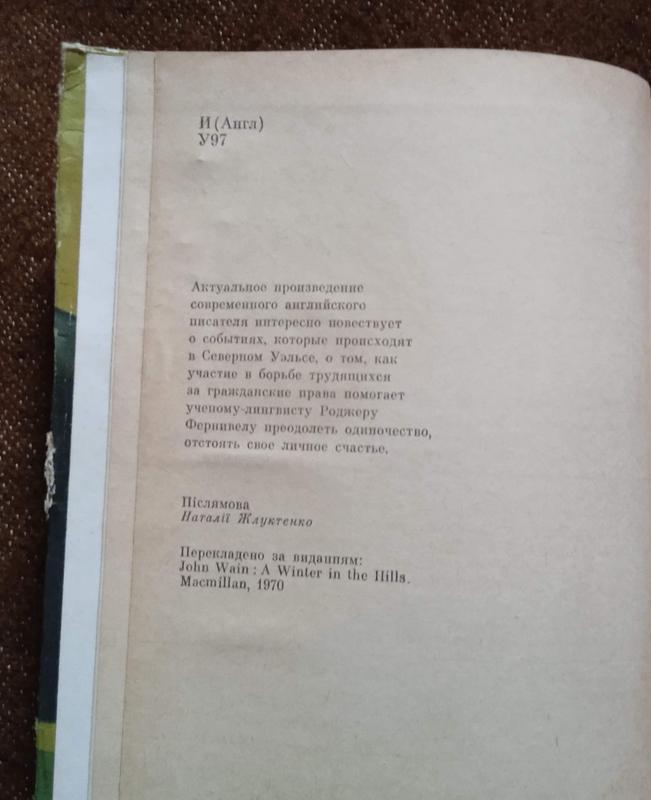 И(Англ)
У97
Актуальное произведение
современного английского
писателя интересно повествует
о событиях, которые происходят
в Северном Уэльсе, о том, как
участие в борьбе трудящихся
за гражданские права помогает
ученому-лингвисту Роджеру
Фернивелу преодолеть одиночество,
отстоять свое личное счастье.
Післямова
Наталії Жлуктенко
Перекладено за виданням:
John Wain: A Winter in the Hills.
Macmillan, 1970